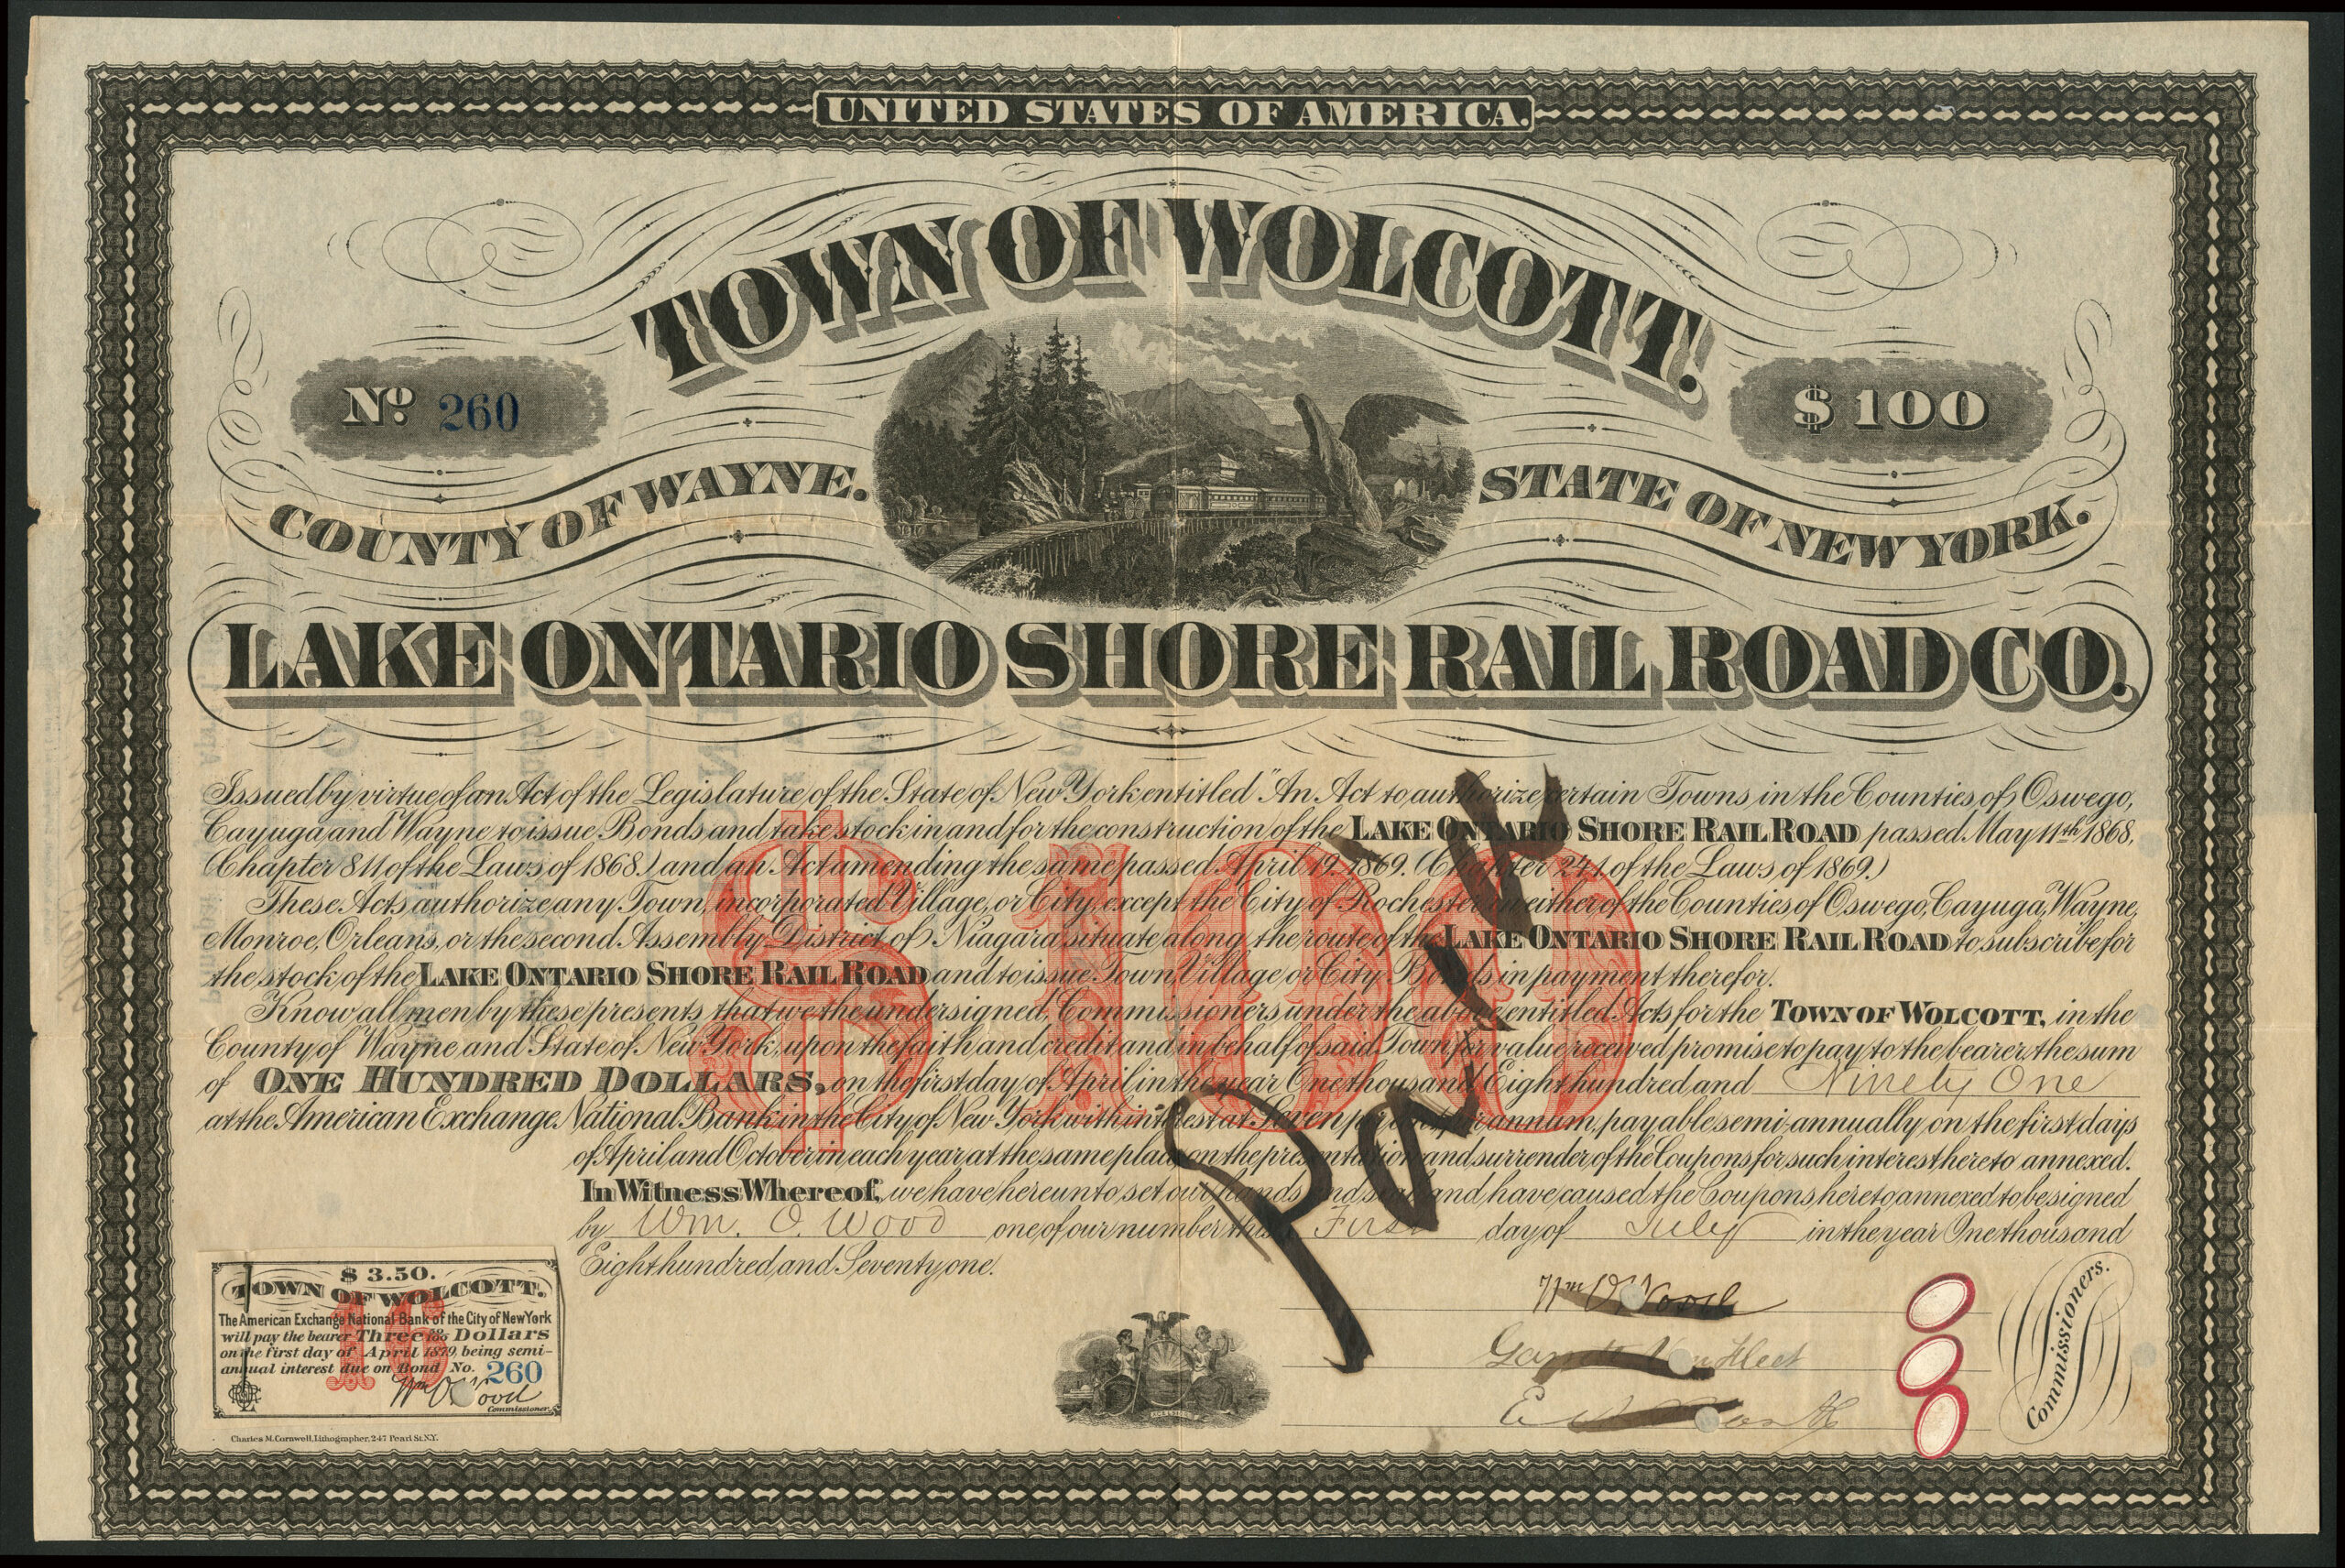 UNITED STATES OF AMERICA.
TOWN OF WOLCOTT.
No. 260
$100
COUNTY OF WAYNE.
STATE OF NEW YORK.
LAKE ONTARIO SHORE RAIL ROAD CO.
Issued by virtue of an Act of the Legislature of the State of New York entitled "An Act to authorize certain Towns in the Counties of Oswego,
Cayuga and Wayne to issue Bonds and take stock in and for the construction of the LAKE ONTARIO SHORE RAIL ROAD passed May 11th 1868,
(Chapter 811 of the Laws of 1868.) and an Act amending the same passed April 19. 1869. (Chapter 241 of the Laws of 1869.)
These Acts authorize any Town, incorporated Village, or City, except the City of Rochester in either of the Counties of Oswego, Cayuga, Wayne,
Monroe, Orleans, or the second Assembly District of Niagara situate along the route of the LAKE ONTARIO SHORE RAIL ROAD to subscribe for
the stock of the LAKE ONTARIO SHORE RAIL ROAD and to issue Town, Village or City Bonds in payment therefor.
Know all men by these presents that we the undersigned, Commissioners under the above entitled Acts for the TOWN OF WOLCOTT, in the
County of Wayne and State of New York, upon the faith and credit and in behalf of said Town for value received promise to pay to the bearer the sum
of ONE HUNDRED DOLLARS, on the first day of April in the year One thousand Eight hundred and Ninety One
at the American Exchange National Bank in the City of New York with interest at Seven per cent per annum, payable semi-annually on the first days
of April and October in each year at the same place on the presentation and surrender of the Coupons for such interest hereto annexed.
In Witness Whereof, we have hereunto set our hands and seals and have caused the Coupons hereto annexed to be signed
by Wm. O. Wood one of our number this First day of July in the year One thousand
Eight hundred and Seventy one.
$100
Paid
Wm O Wood
Garrett Van Fleet
E
Commissioners.
$3.50.
TOWN OF WOLCOTT.
The American Exchange National Bank of the City of New York
will pay the bearer Three 50/100 Dollars
on the first day of April 1879, being semi-
annual interest due on Bond No. 260
16
Wm O Wood
Commissioner.
EXCELSIOR
Charles M. Cornwell, Lithographer, 247 Pearl St. N.Y.